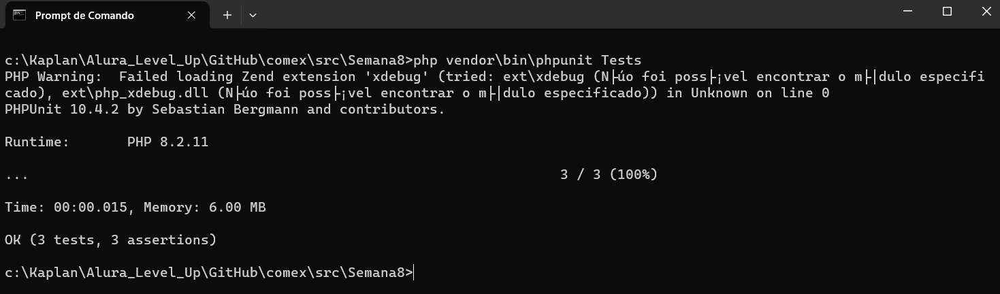 Prompt de Comando
c:\Kaplan\Alura_Level_Up\GitHub\comex\src\Semana8>php vendor\bin\phpunit Tests
PHP Warning:  Failed loading Zend extension 'xdebug' (tried: ext\xdebug (N├úo foi poss├¡vel encontrar o m├│dulo especifi
cado), ext\php_xdebug.dll (N├úo foi poss├¡vel encontrar o m├│dulo especificado)) in Unknown on line 0
PHPUnit 10.4.2 by Sebastian Bergmann and contributors.
Runtime:       PHP 8.2.11
...                                                                 3 / 3 (100%)
Time: 00:00.015, Memory: 6.00 MB
OK (3 tests, 3 assertions)
c:\Kaplan\Alura_Level_Up\GitHub\comex\src\Semana8>